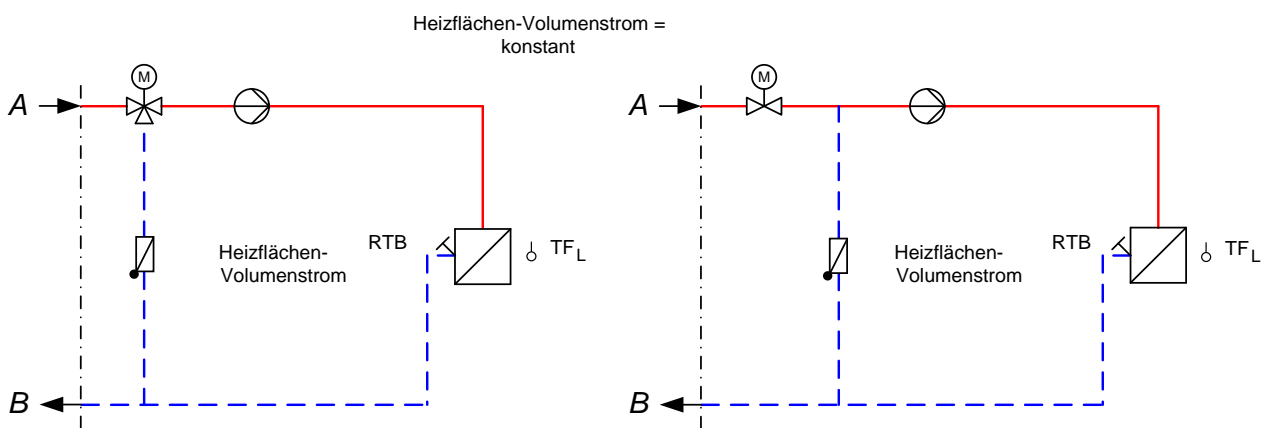 Heizflächen-Volumenstrom =
konstant
M
A
RTB
TF L
Heizflächen-
Volumenstrom
B
M
A
RTB
TF L
Heizflächen-
Volumenstrom
B